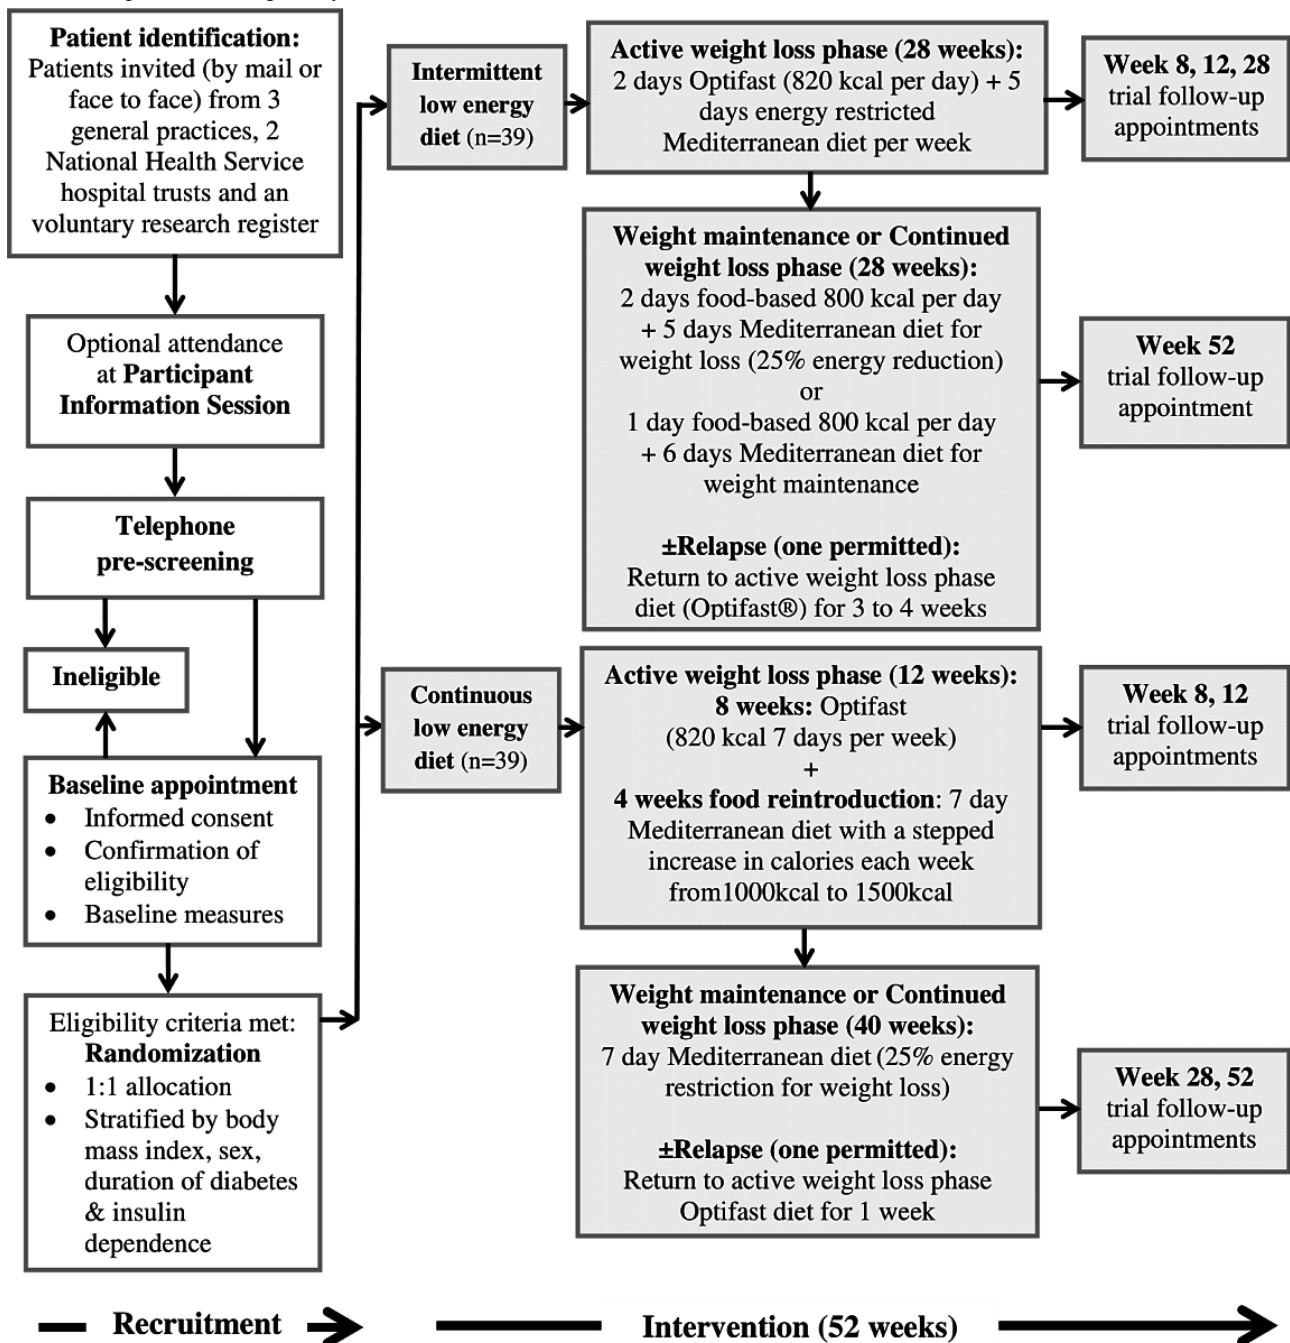 Patient identification:
Patients invited (by mail or
face to face) from 3
general practices, 2
National Health Service
hospital trusts and an
voluntary research register
Optional attendance
at Participant
Information Session
Telephone
pre-screening
Ineligible
Baseline appointment
• Informed consent
• Confirmation of
eligibility
• Baseline measures
Eligibility criteria met:
Randomization
• 1:1 allocation
• Stratified by body
mass index, sex,
duration of diabetes
& insulin
dependence
Intermittent
low energy
diet (n=39)
Active weight loss phase (28 weeks):
2 days Optifast (820 kcal per day) + 5
days energy restricted
Mediterranean diet per week
Week 8, 12, 28
trial follow-up
appointments
Weight maintenance or Continued
weight loss phase (28 weeks):
2 days food-based 800 kcal per day
+ 5 days Mediterranean diet for
weight loss (25% energy reduction)
or
1 day food-based 800 kcal per day
+ 6 days Mediterranean diet for
weight maintenance
±Relapse (one permitted):
Return to active weight loss phase
diet (Optifast®) for 3 to 4 weeks
Week 52
trial follow-up
appointment
Continuous
low energy
diet (n=39)
Active weight loss phase (12 weeks):
8 weeks: Optifast
(820 kcal 7 days per week)
+
4 weeks food reintroduction: 7 day
Mediterranean diet with a stepped
increase in calories each week
from1000kcal to 1500kcal
Week 8, 12
trial follow-up
appointments
Weight maintenance or Continued
weight loss phase (40 weeks):
7 day Mediterranean diet (25% energy
restriction for weight loss)
±Relapse (one permitted):
Return to active weight loss phase
Optifast diet for 1 week
Week 28, 52
trial follow-up
appointments
Recruitment
Intervention (52 weeks)